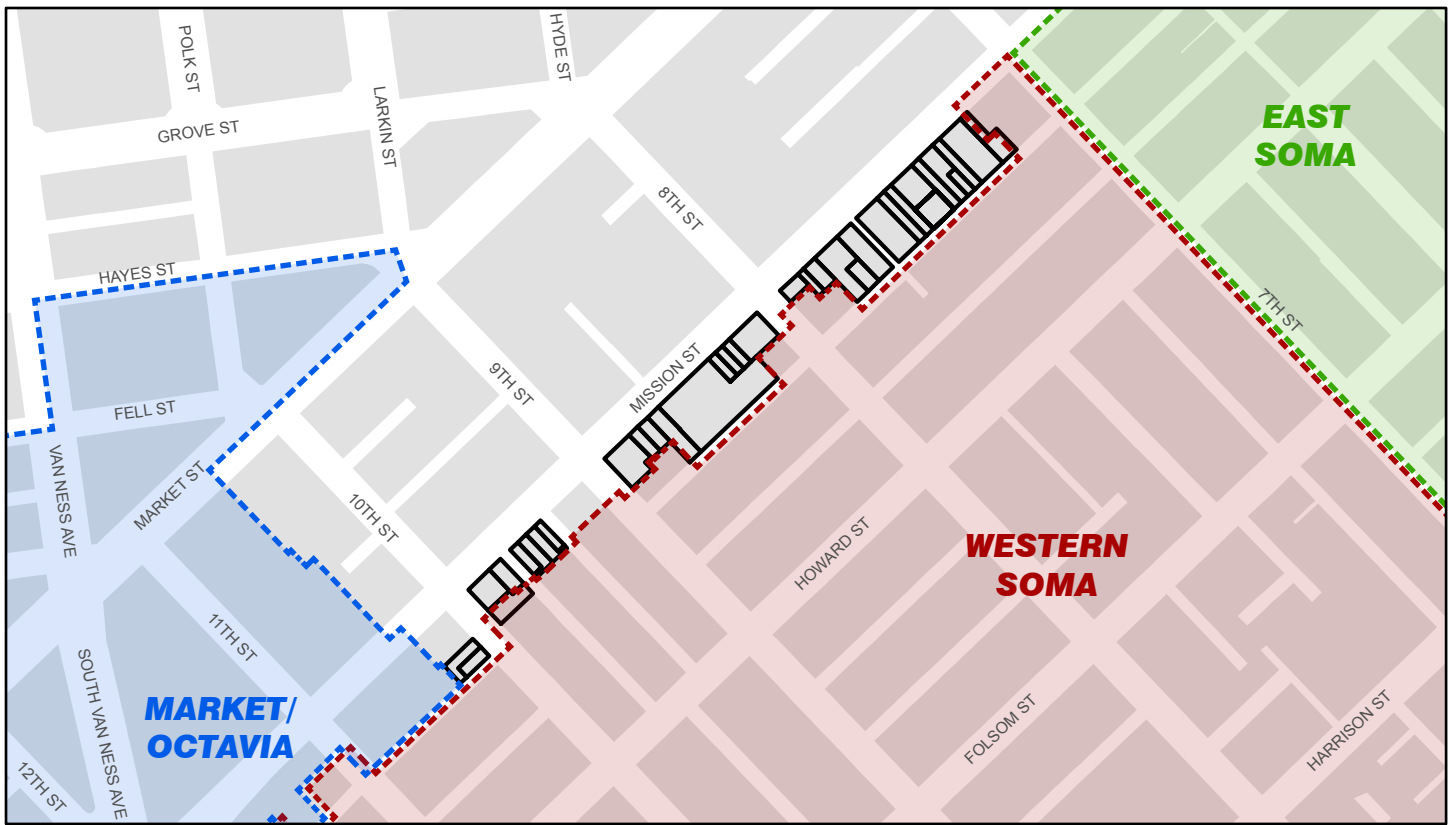 POLK ST
HYDE ST
LARKIN ST
GROVE ST
EAST
SOMA
8TH ST
HAYES ST
7TH ST
MISSION ST
9TH ST
FELL ST
VAN NESS AVE
MARKET ST
10TH ST
HOWARD ST
WESTERN
SOMA
11TH ST
SOUTH VAN NESS AVE
MARKET/
OCTAVIA
FOLSOM ST
HARRISON ST
12TH ST